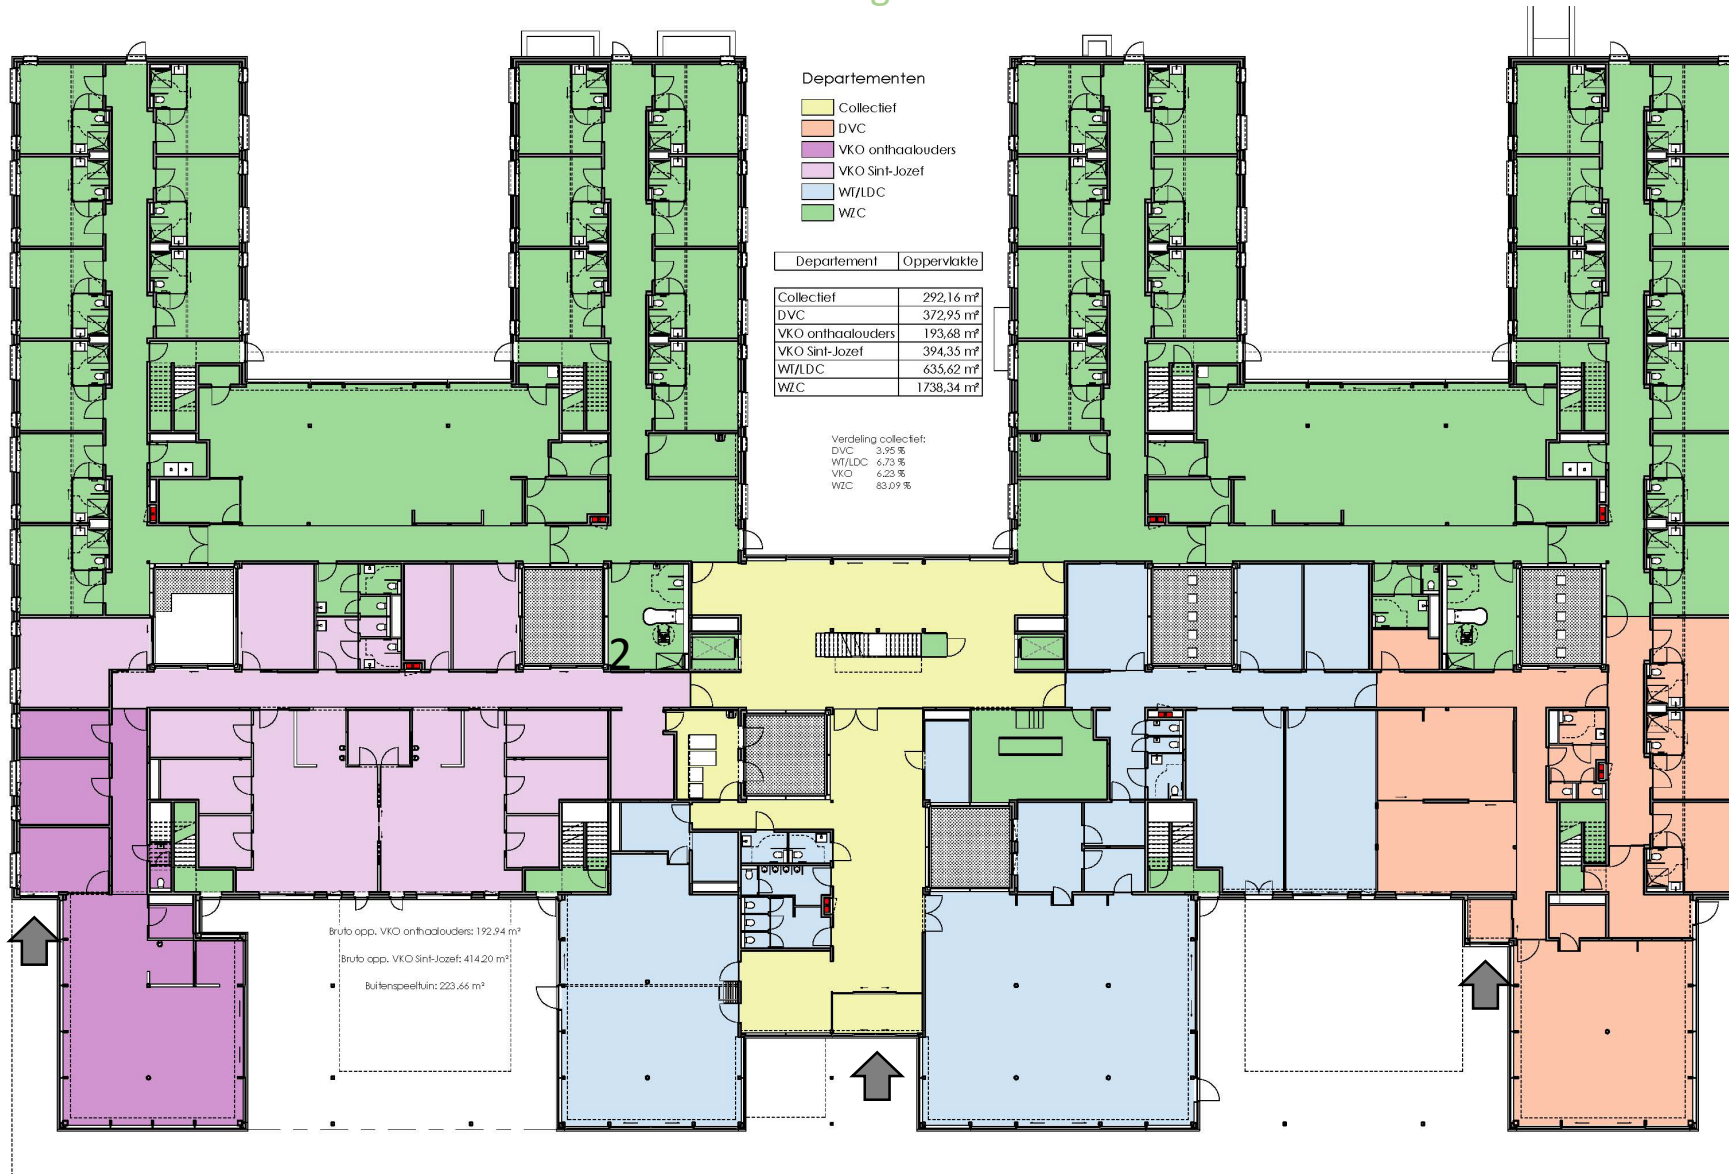 Departementen
Collectief
DVC
VKO onthaalouders
VKO Sint-Jozef
WT/LDC
WZC
Departement Oppervlakte
Collectief 292,16 m²
DVC 372,95 m²
VKO onthaalouders 193,68 m²
VKO Sint-Jozef 394,35 m²
WT/LDC 635,62 m²
WZC 1738,34 m²
Verdeling collectief:
DVC 3.95 %
WT/LDC 6.73 %
VKO 6.23 %
WZC 83.09 %
2
Bruto opp. VKO onthaalouders: 192.94 m²
Bruto opp. VKO Sint-Jozef: 414.20 m²
Buitenspeeltuin: 223.66 m²